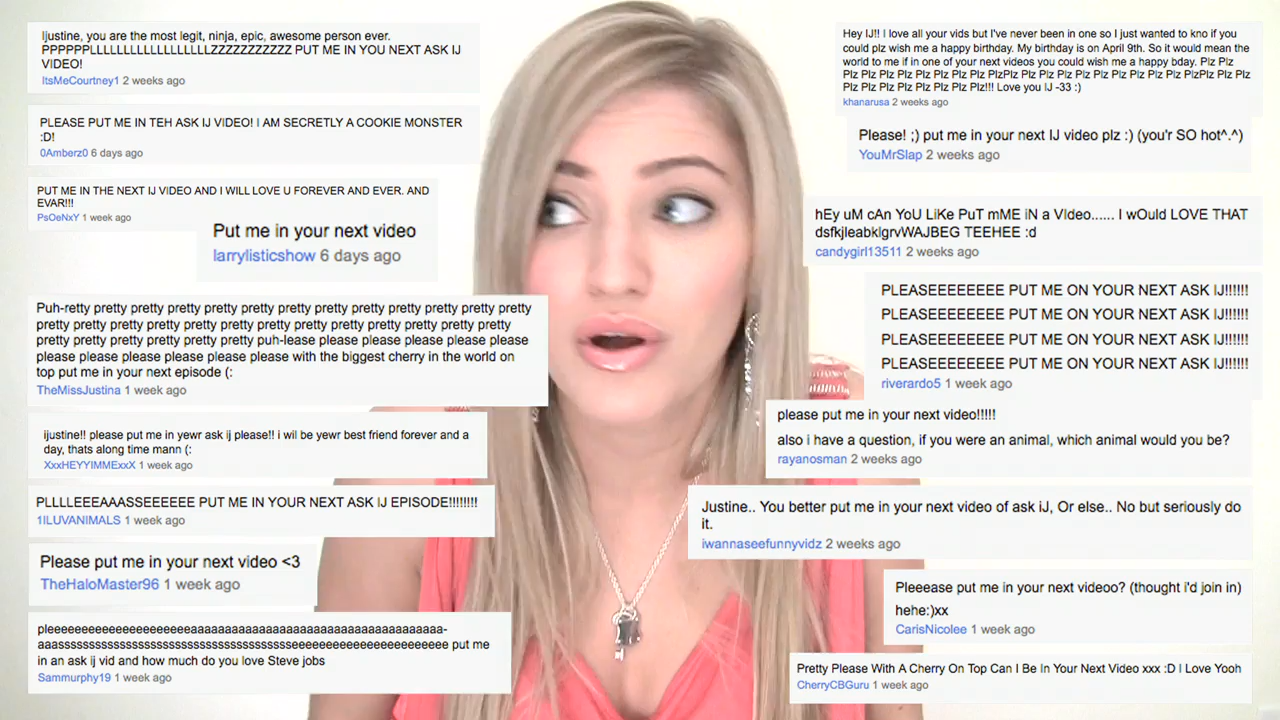 Ijustine, you are the most legit, ninja, epic, awesome person ever.
PPPPPPLLLLLLLLLLLLLLLLLLZZZZZZZZZZZ PUT ME IN YOU NEXT ASK IJ
VIDEO!
ItsMeCourtney1 2 weeks ago
PLEASE PUT ME IN TEH ASK IJ VIDEO! I AM SECRETLY A COOKIE MONSTER
:D!
0Amberz0 6 days ago
PUT ME IN THE NEXT IJ VIDEO AND I WILL LOVE U FOREVER AND EVER. AND
EVAR!!!
PsOeNxY 1 week ago
Put me in your next video
larrylisticshow 6 days ago
Puh-retty pretty pretty pretty pretty pretty pretty pretty pretty pretty pretty pretty pretty
pretty pretty pretty pretty pretty pretty pretty pretty pretty pretty pretty pretty pretty
pretty pretty pretty pretty pretty pretty puh-lease please please please please please
please please please please please please with the biggest cherry in the world on
top put me in your next episode (:
TheMissJustina 1 week ago
ijustine!! please put me in yewr ask ij please!! i wil be yewr best friend forever and a
day, thats along time mann (:
XxxHEYYIMMExxX 1 week ago
PLLLLEEEAAASSEEEEEE PUT ME IN YOUR NEXT ASK IJ EPISODE!!!!!!!!
1ILUVANIMALS 1 week ago
Please put me in your next video <3
TheHaloMaster96 1 week ago
pleeeeeeeeeeeeeeeeeeeeeaaaaaaaaaaaaaaaaaaaaaaaaaaaaaaaaaaaaa-
aaassssssssssssssssssssssssssssssssssseeeeeeeeeeeeeeeeeeeeeee put me
in an ask ij vid and how much do you love Steve jobs
Sammurphy19 1 week ago
Hey IJ!! I love all your vids but I've never been in one so I just wanted to kno if you
could plz wish me a happy birthday. My birthday is on April 9th. So it would mean the
world to me if in one of your next videos you could wish me a happy bday. Plz Plz
Plz Plz Plz Plz Plz Plz Plz Plz PlzPlz Plz Plz Plz Plz Plz Plz Plz Plz PlzPlz Plz Plz
Plz Plz Plz Plz Plz Plz Plz Plz!!! Love you IJ -33 :)
khanarusa 2 weeks ago
Please! ;) put me in your next IJ video plz :) (you'r SO hot^.^)
YouMrSlap 2 weeks ago
hEy uM cAn YoU LiKe PuT mME iN a VIdeo...... I wOuld LOVE THAT
dsfkjleabklgrvWAJBEG TEEHEE :d
candygirl13511 2 weeks ago
PLEASEEEEEEEE PUT ME ON YOUR NEXT ASK IJ!!!!!!
PLEASEEEEEEEE PUT ME ON YOUR NEXT ASK IJ!!!!!!
PLEASEEEEEEEE PUT ME ON YOUR NEXT ASK IJ!!!!!!
PLEASEEEEEEEE PUT ME ON YOUR NEXT ASK IJ!!!!!!
riverardo5 1 week ago
please put me in your next video!!!!!
also i have a question, if you were an animal, which animal would you be?
rayanosman 2 weeks ago
Justine.. You better put me in your next video of ask iJ, Or else.. No but seriously do
it.
iwannaseefunnyvidz 2 weeks ago
Pleeease put me in your next videoo? (thought i'd join in)
hehe:)xx
CarisNicolee 1 week ago
Pretty Please With A Cherry On Top Can I Be In Your Next Video xxx :D I Love Yooh
CherryCBGuru 1 week ago